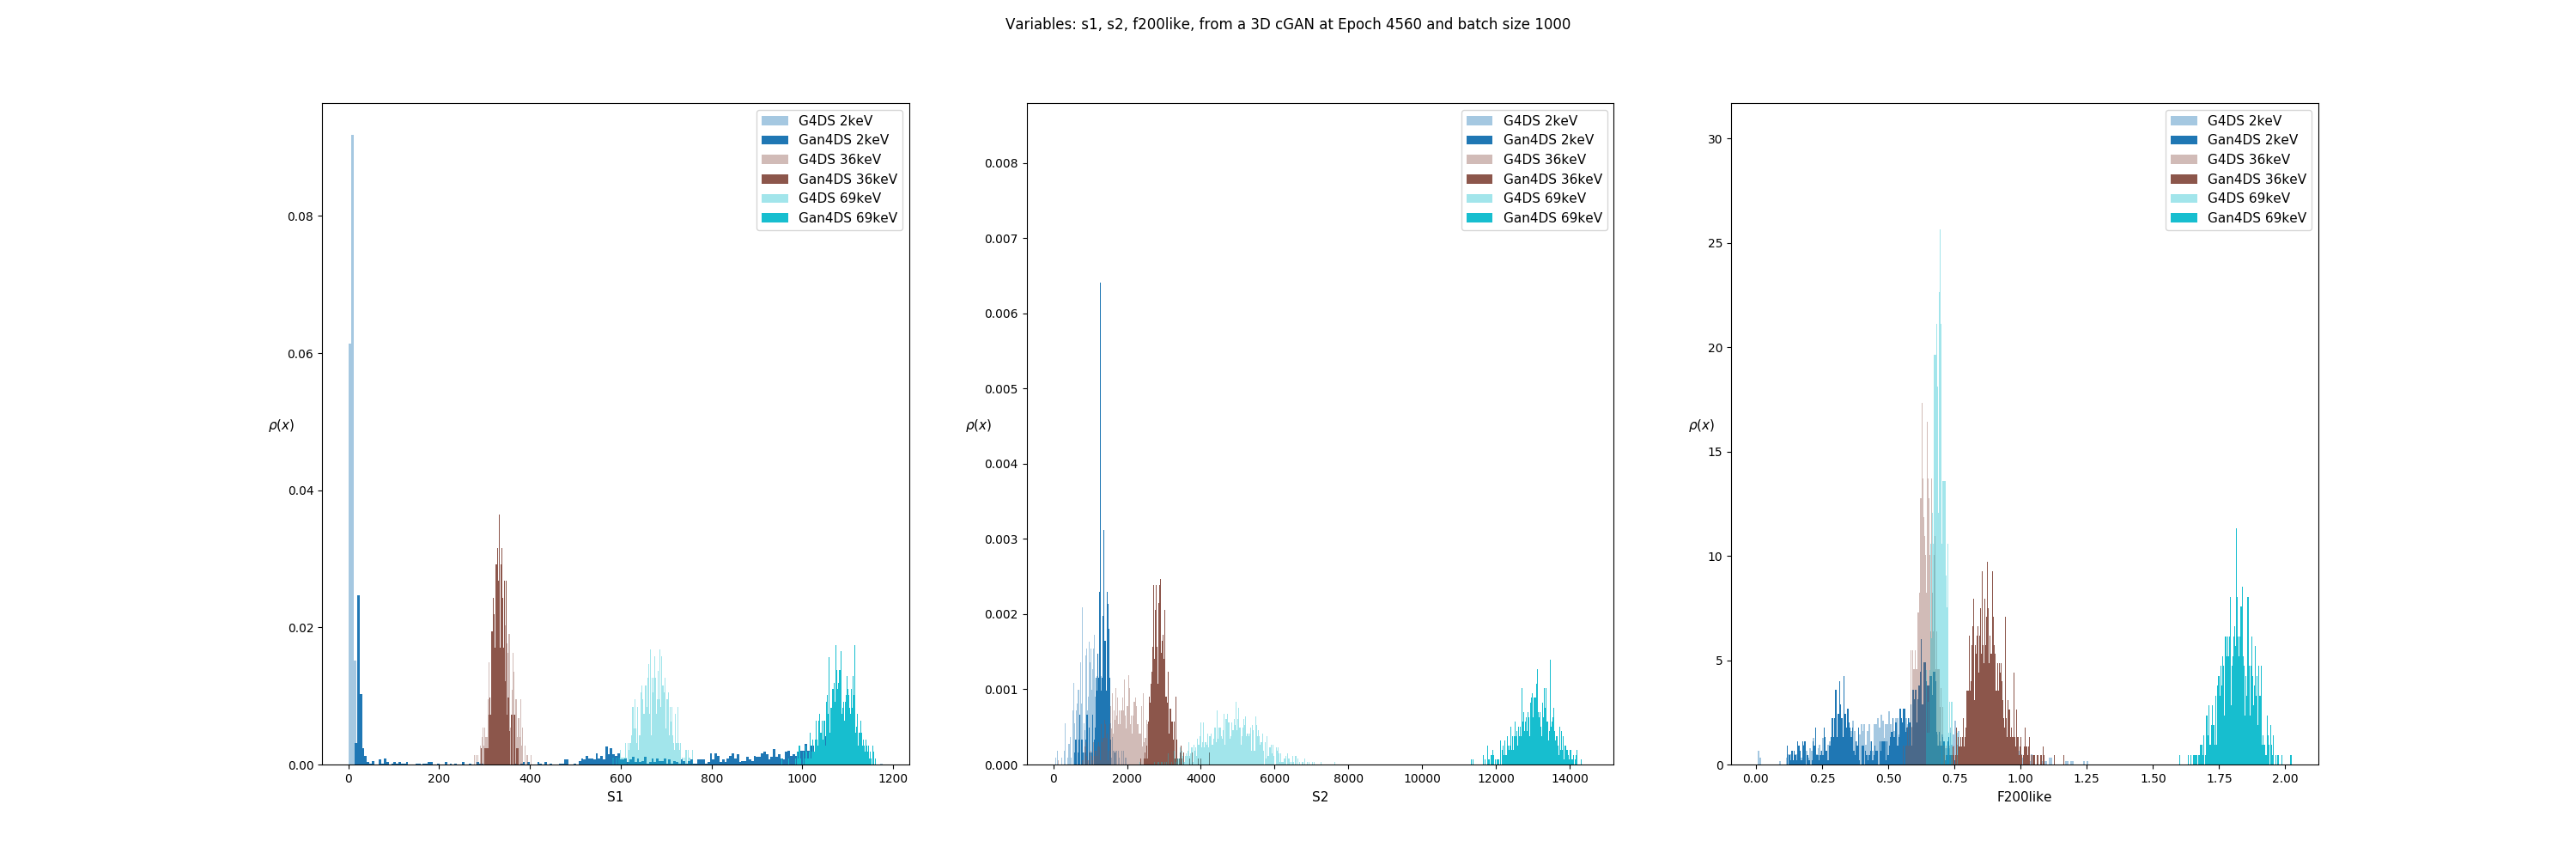 Variables: s1, s2, f200like, from a 3D cGAN at Epoch 4560 and batch size 1000
G4DS 2keV
Gan4DS 2keV
G4DS 36keV
Gan4DS 36keV
G4DS 69keV
Gan4DS 69keV
0.08
0.06
0.04
0.02
0.00
ρ(x)
0 200 400 600 800 1000 1200
S1
G4DS 2keV
Gan4DS 2keV
G4DS 36keV
Gan4DS 36keV
G4DS 69keV
Gan4DS 69keV
0.008
0.007
0.006
0.005
0.004
0.003
0.002
0.001
0.000
ρ(x)
0 2000 4000 6000 8000 10000 12000 14000
S2
G4DS 2keV
Gan4DS 2keV
G4DS 36keV
Gan4DS 36keV
G4DS 69keV
Gan4DS 69keV
30
25
20
15
10
5
0
ρ(x)
0.00 0.25 0.50 0.75 1.00 1.25 1.50 1.75 2.00
F200like